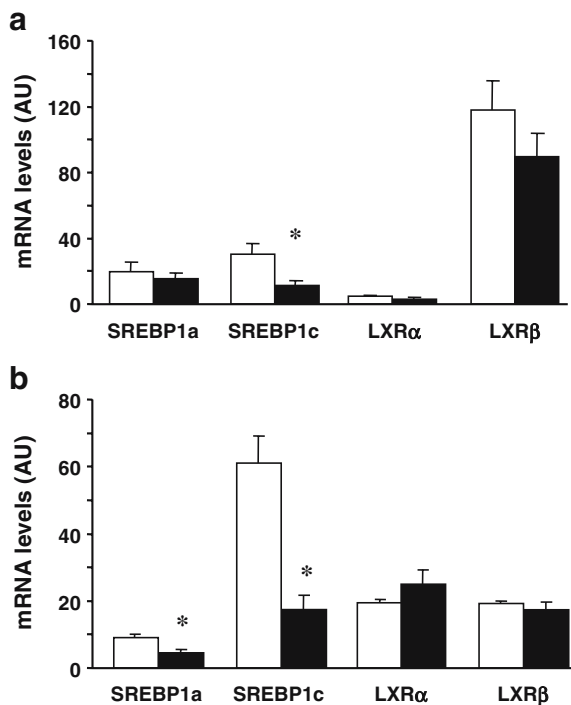 a
mRNA levels (AU)
160
120
80
40
0
*
SREBP1a SREBP1c LXRα LXRβ
b
mRNA levels (AU)
80
60
40
20
0
*
*
SREBP1a SREBP1c LXRα LXRβ